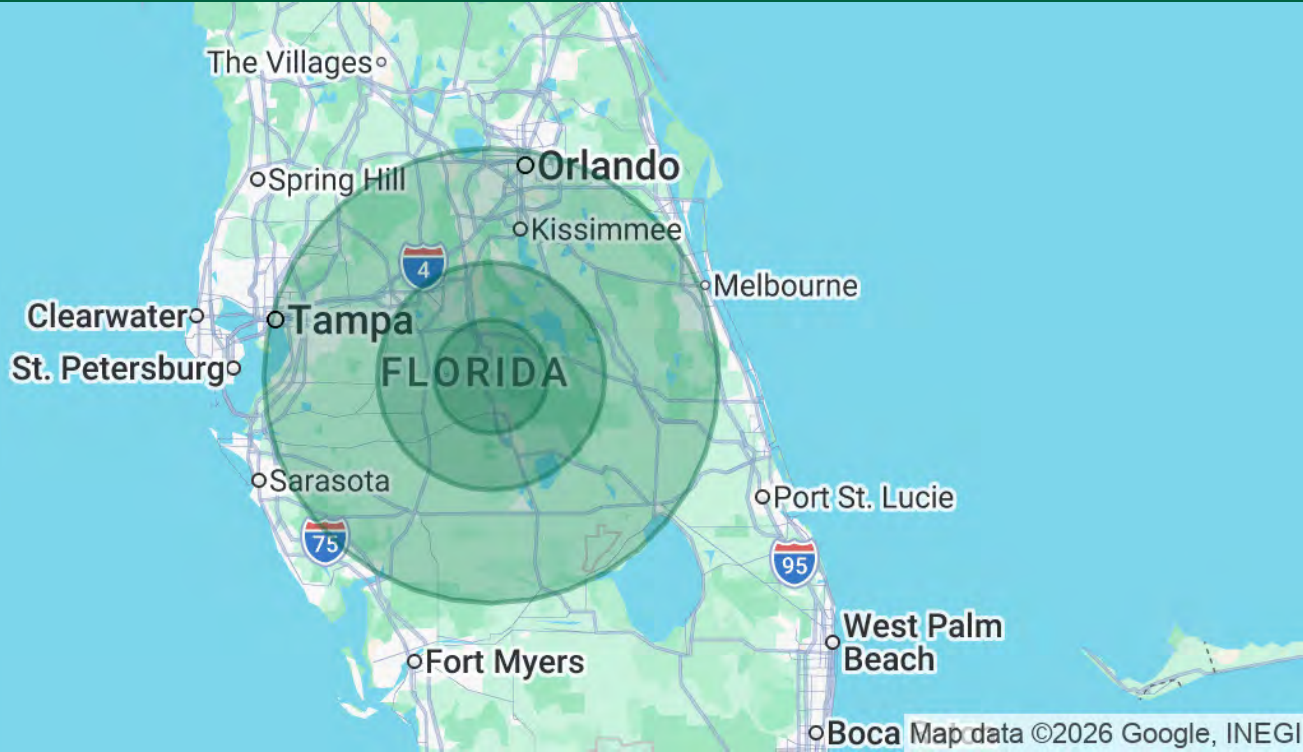 The Villages
Orlando
Spring Hill
Kissimmee
4
Melbourne
Clearwater
Tampa
St. Petersburg
FLORIDA
Sarasota
Port St. Lucie
75
95
West Palm
Beach
Fort Myers
Boca
Map data ©2026 Google, INEGI